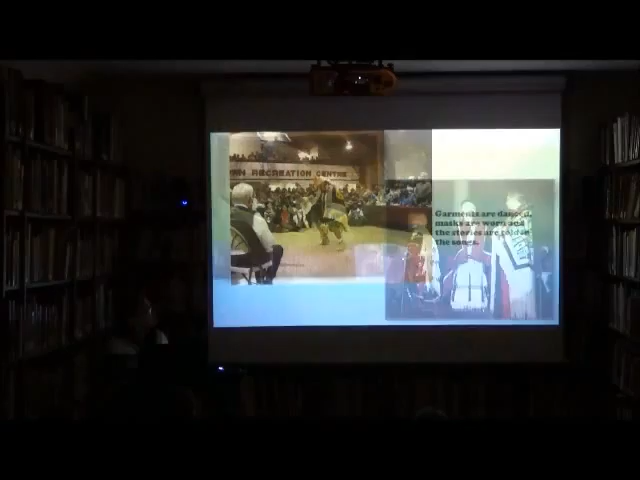 RECREATION CENTRE
Garments are danced,
masks are worn and
the stories are told in
the songs.